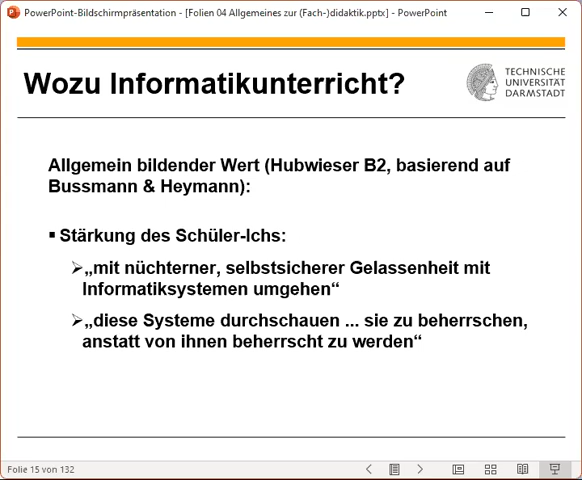 PowerPoint-Bildschirmpräsentation - [Folien 04 Allgemeines zur (Fach-)didaktik.pptx] - PowerPoint
Wozu Informatikunterricht?
TECHNISCHE
UNIVERSITÄT
DARMSTADT
Allgemein bildender Wert (Hubwieser B2, basierend auf
Bussmann & Heymann):
▪ Stärkung des Schüler-Ichs:
➢„mit nüchterner, selbstsicherer Gelassenheit mit
Informatiksystemen umgehen“
➢„diese Systeme durchschauen ... sie zu beherrschen,
anstatt von ihnen beherrscht zu werden“
Folie 15 von 132